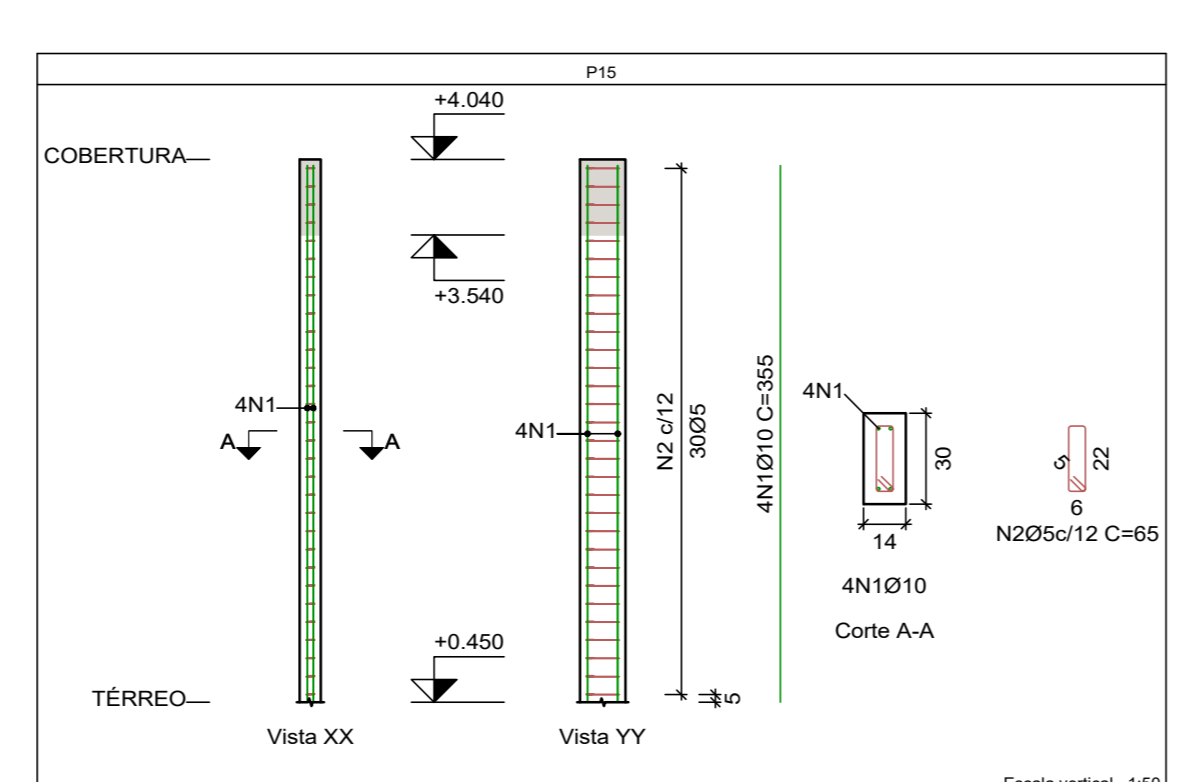 P15
+4.040
COBERTURA
+3.540
4N1
A
A
4N1
N2 c/12
30Ø5
4N1Ø10 C=355
4N1
30
14
4N1Ø10
Corte A-A
5
22
6
N2Ø5c/12 C=65
+0.450
TÉRREO
5
Vista XX
Vista YY